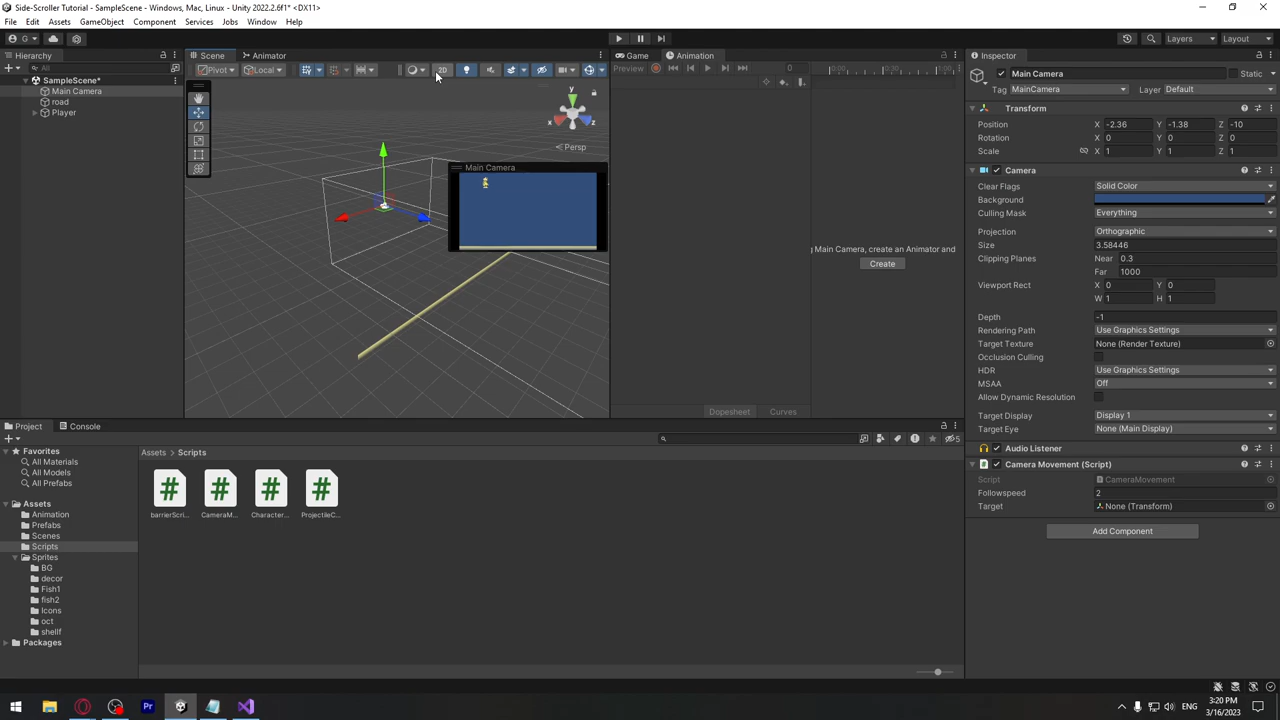 Side-Scroller Tutorial - SampleScene - Windows, Mac, Linux - Unity 2022.2.6f1* <DX11>
File Edit Assets GameObject Component Services Jobs Window Help
G
Layers Layout
Hierarchy
All
SampleScene*
Main Camera
road
Player
Scene Animator
Pivot Local 2D
y
x z
Persp
Main Camera
Game Animation
Preview 0 0:00 1:00
g Main Camera, create an Animator and
Create
Dopesheet Curves
Inspector
Main Camera Static
Tag MainCamera Layer Default
Transform
Position X -2.36 Y -1.38 Z -10
Rotation X 0 Y 0 Z 0
Scale X 1 Y 1 Z 1
Camera
Clear Flags Solid Color
Background
Culling Mask Everything
Projection Orthographic
Size 3.58446
Clipping Planes Near 0.3
Far 1000
Viewport Rect X 0 Y 0
W 1 H 1
Depth -1
Rendering Path Use Graphics Settings
Target Texture None (Render Texture)
Occlusion Culling
HDR Use Graphics Settings
MSAA Off
Allow Dynamic Resolution
Target Display Display 1
Target Eye None (Main Display)
Audio Listener
Camera Movement (Script)
Script CameraMovement
Followspeed 2
Target None (Transform)
Add Component
Project Console
5
Favorites
All Materials
All Models
All Prefabs
Assets
Animation
Prefabs
Scenes
Scripts
Sprites
BG
decor
Fish1
fish2
Icons
oct
shellf
Packages
Assets > Scripts
barrierScri... CameraM... Character... ProjectileC...
Pr
ENG 3:20 PM
3/16/2023